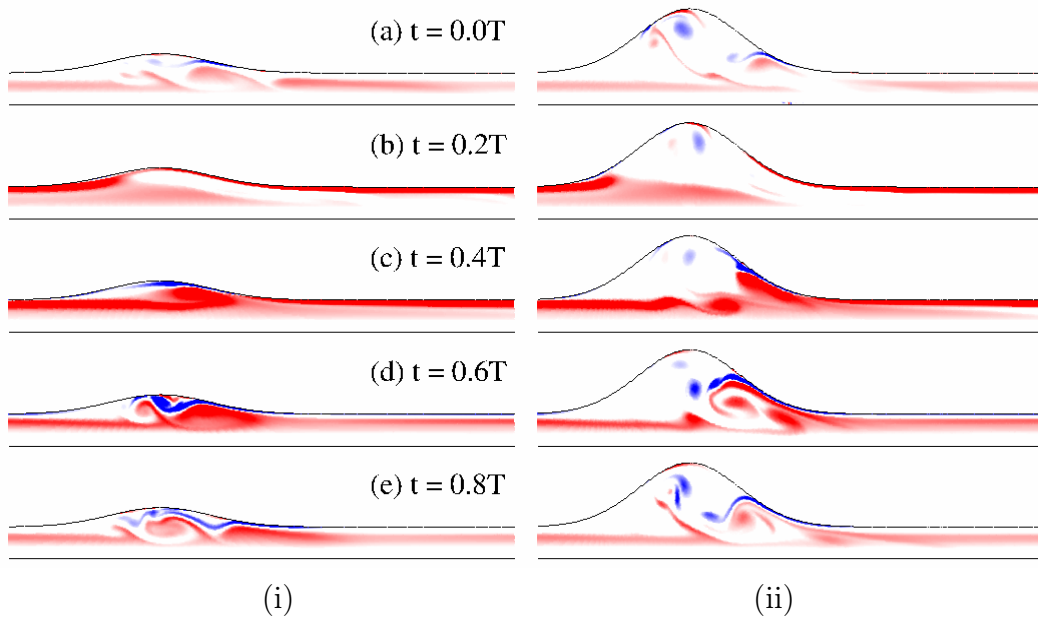 (a) t = 0.0T
(b) t = 0.2T
(c) t = 0.4T
(d) t = 0.6T
(e) t = 0.8T
(i)
(ii)